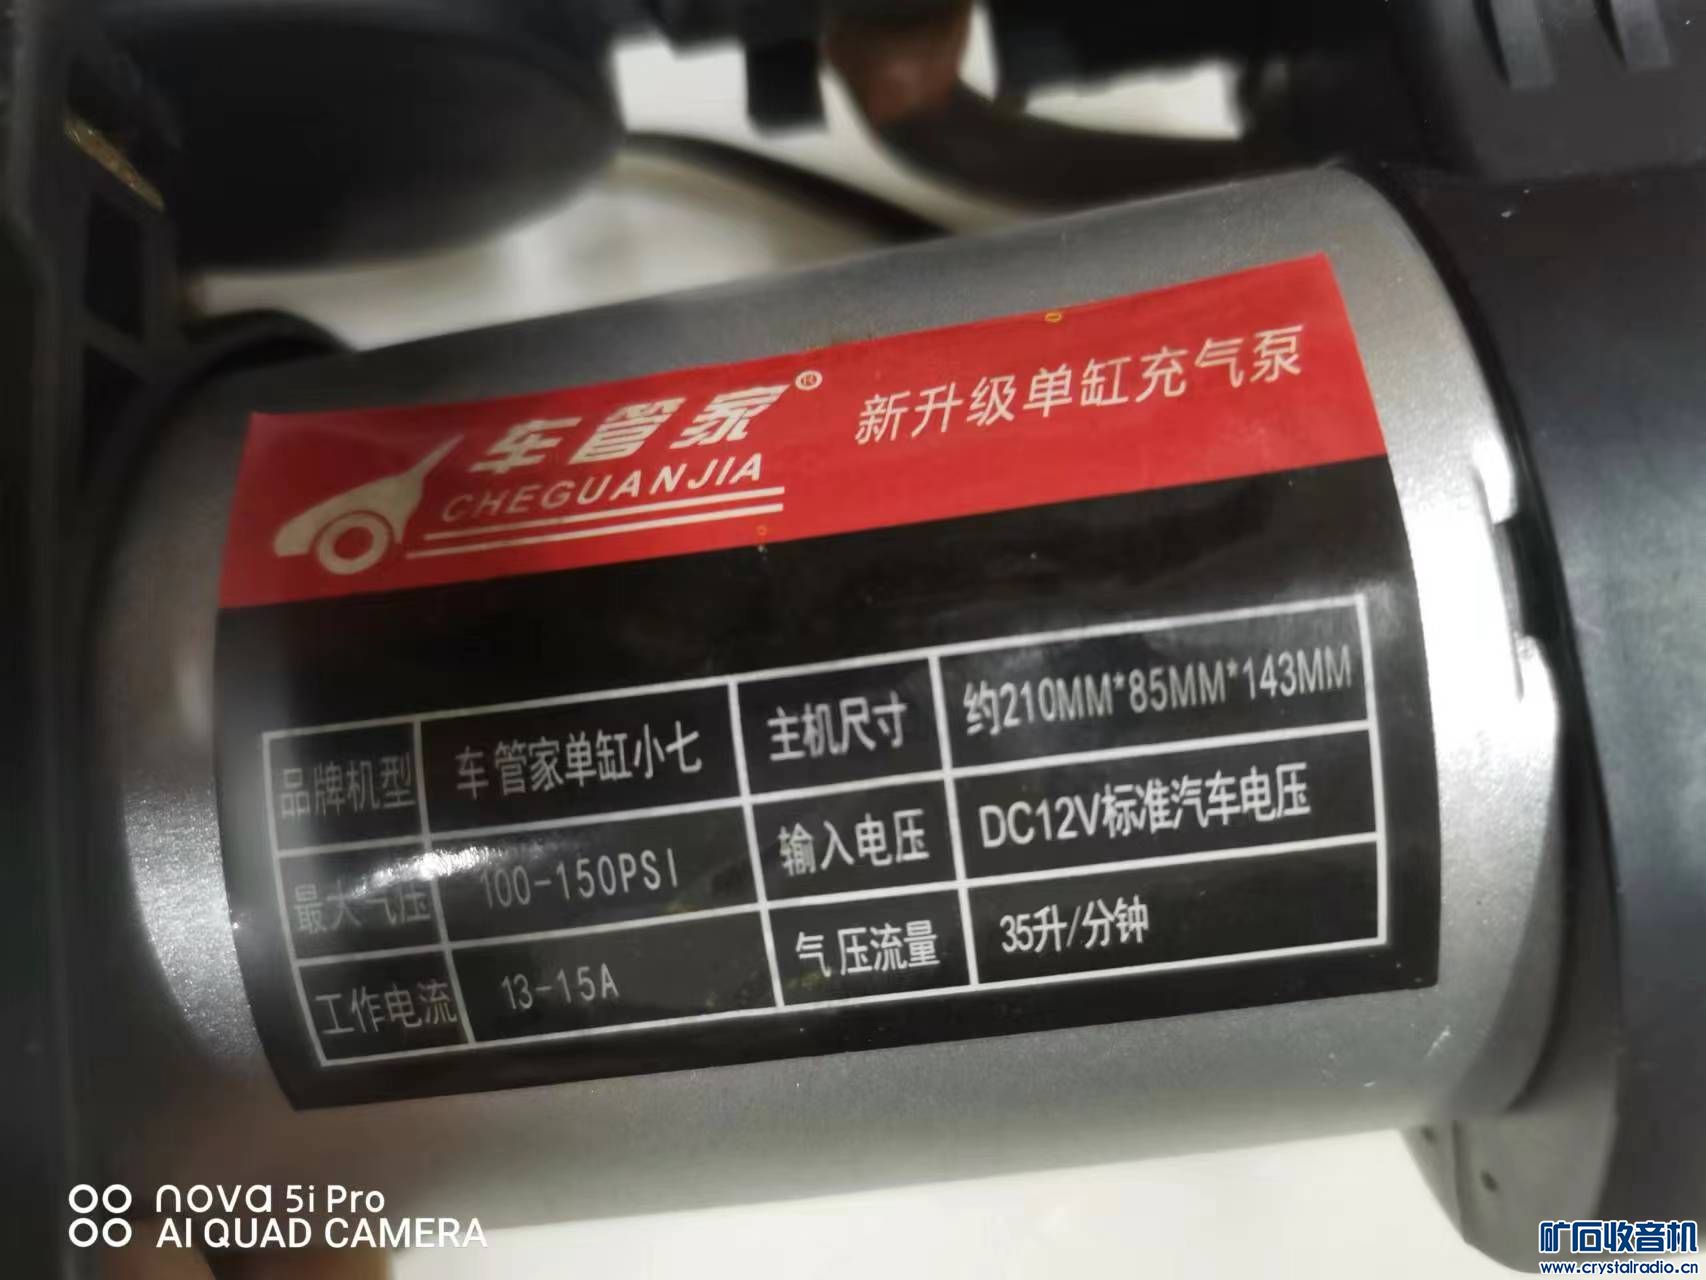 车管家®
CHEGUANJIA
新升级单缸充气泵
品牌机型 车管家单缸小七 主机尺寸 约210MM*85MM*143MM
最大气压 100-150PSI 输入电压 DC12V标准汽车电压
工作电流 13-15A 气压流量 35升/分钟
nova 5i Pro
AI QUAD CAMERA
矿石收音机
www.crystalradio.cn